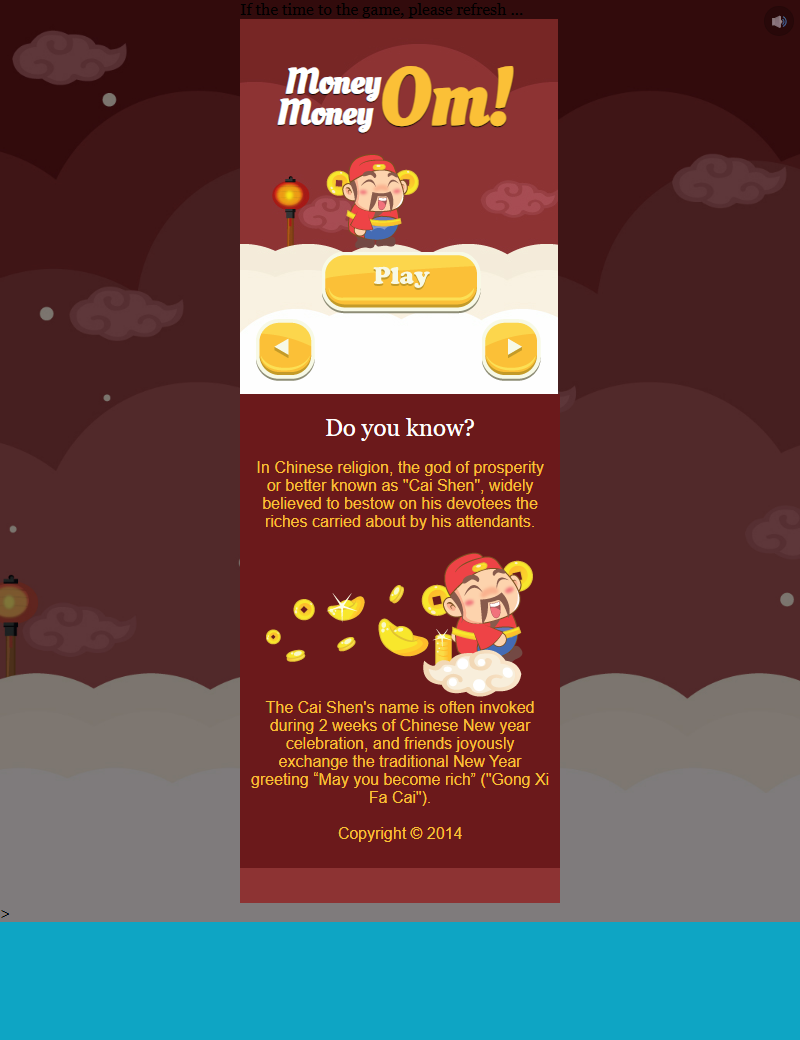 If the time to the game, please refresh ...
Money
Money Om!
Play
Do you know?
In Chinese religion, the god of prosperity
or better known as "Cai Shen", widely
believed to bestow on his devotees the
riches carried about by his attendants.
The Cai Shen's name is often invoked
during 2 weeks of Chinese New year
celebration, and friends joyously
exchange the traditional New Year
greeting “May you become rich” ("Gong Xi
Fa Cai").
Copyright © 2014
>